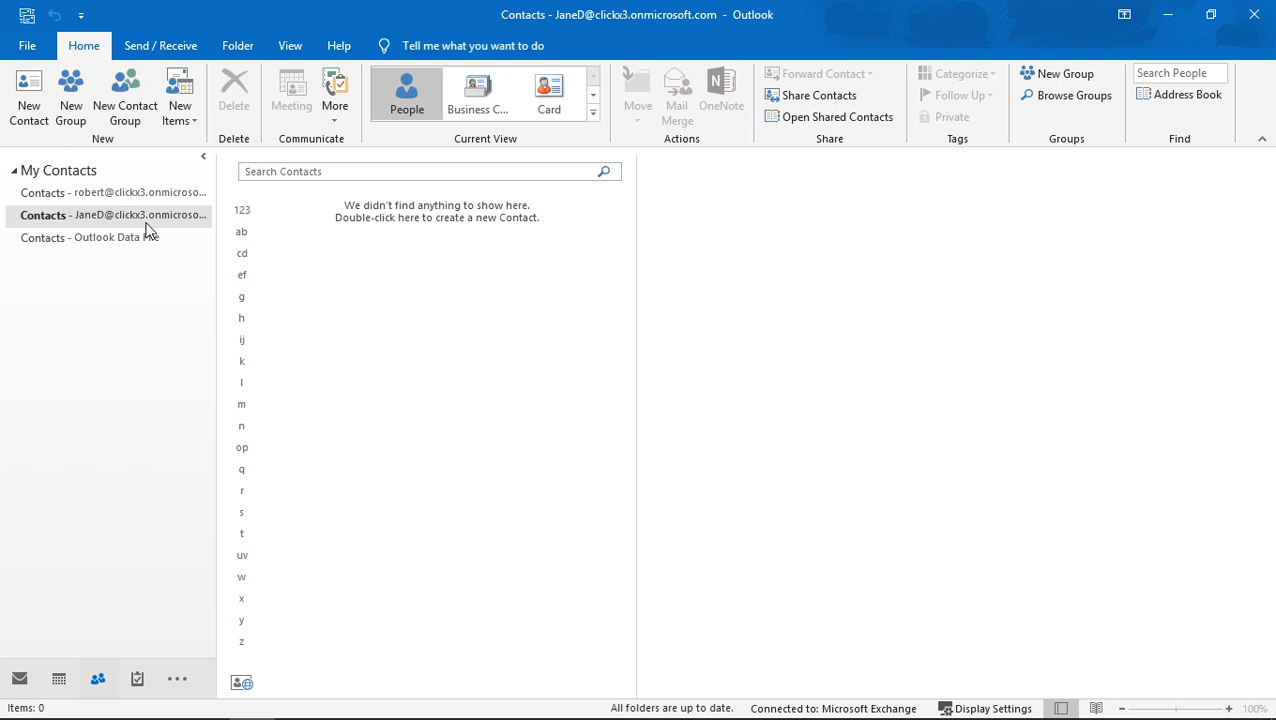 Contacts - JaneD@clickx3.onmicrosoft.com - Outlook
File Home Send / Receive Folder View Help Tell me what you want to do
New Contact
New Group
New Contact Group
New Items
New
Delete
Delete
Meeting
More
Communicate
People
Business C...
Card
Current View
Move
Mail Merge
OneNote
Actions
Forward Contact
Share Contacts
Open Shared Contacts
Share
Categorize
Follow Up
Private
Tags
New Group
Browse Groups
Groups
Search People
Address Book
Find
My Contacts
Contacts - robert@clickx3.onmicroso...
Contacts - JaneD@clickx3.onmicroso...
Contacts - Outlook Data
Search Contacts
We didn't find anything to show here.
Double-click here to create a new Contact.
123
ab
cd
ef
g
h
ij
k
l
m
n
op
q
r
s
t
uv
w
x
y
z
Items: 0
All folders are up to date. Connected to: Microsoft Exchange Display Settings 100%